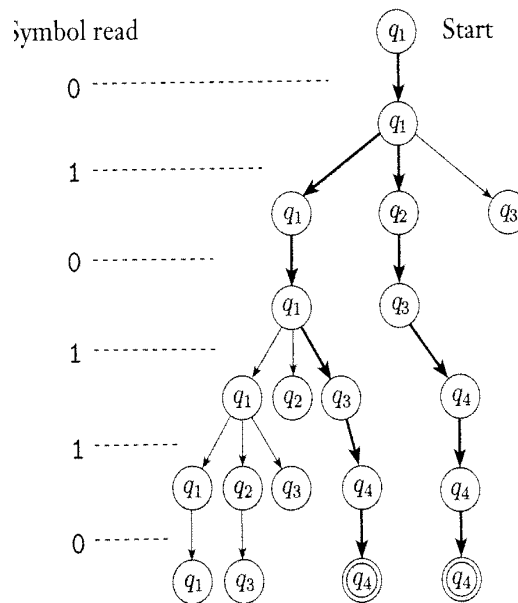 Symbol read q₁ Start
0
q₁
1
q₁ q₂ q₃
0
q₁ q₃
1
q₁ q₂ q₃ q₄
1
q₁ q₂ q₃ q₄ q₄
0
q₁ q₃ q₄ q₄